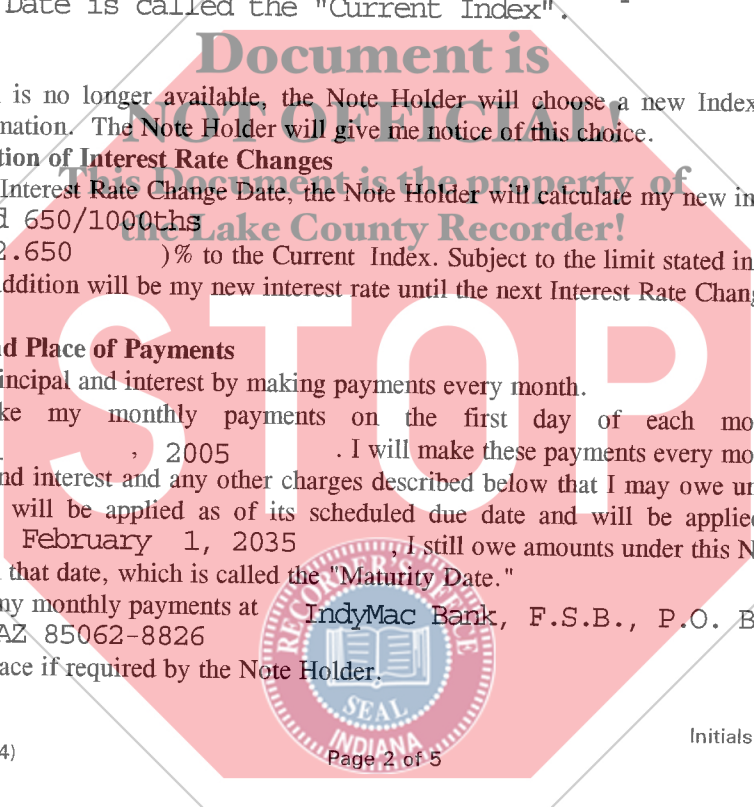 Date is called the "Current Index".
Document is
is no longer available, the Note Holder will choose a new Index
mation. The Note Holder will give me notice of this choice.
NOT OFFICIAL!
tion of Interest Rate Changes
This Document is the property of
Interest Rate Change Date, the Note Holder will calculate my new in
d 650/1000ths
the Lake County Recorder!
2.650 )% to the Current Index. Subject to the limit stated in
addition will be my new interest rate until the next Interest Rate Chang
STOP
d Place of Payments
incipal and interest by making payments every month.
ke my monthly payments on the first day of each mo
, 2005 . I will make these payments every mo
nd interest and any other charges described below that I may owe un
will be applied as of its scheduled due date and will be applied
February 1, 2035 , I still owe amounts under this N
that date, which is called the "Maturity Date."
my monthly payments at IndyMac Bank, F.S.B., P.O. B
AZ 85062-8826
ace if required by the Note Holder.
RECORDER'S OFFICE
SEAL
INDIANA
Initials
4)
Page 2 of 5